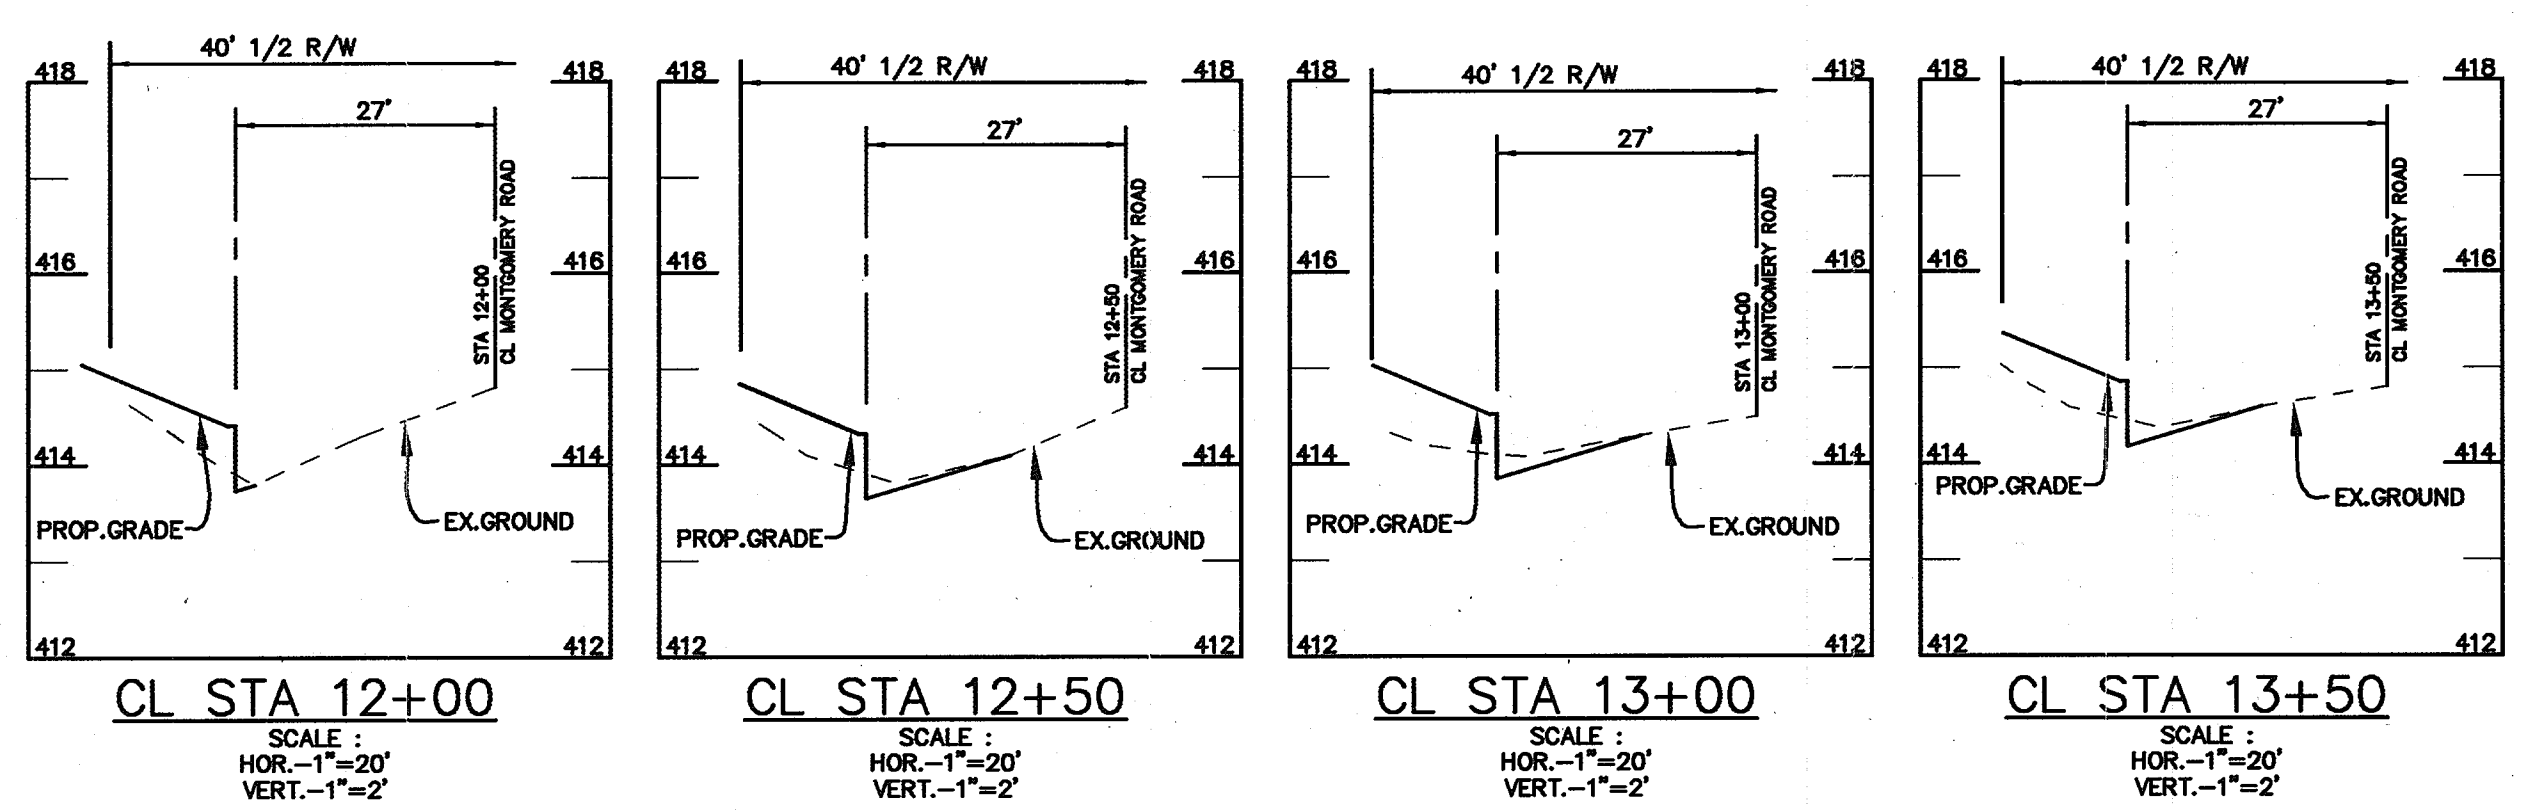 40' 1/2 R/W
418 418
27'
STA 12+00
CL MONTGOMERY ROAD
416 416
414 414
PROP.GRADE
EX.GROUND
412 412
CL STA 12+00
SCALE :
HOR.-1"=20'
VERT.-1"=2'
40' 1/2 R/W
418 418
27'
STA 12+50
CL MONTGOMERY ROAD
416 416
414 414
PROP.GRADE
EX.GROUND
412 412
CL STA 12+50
SCALE :
HOR.-1"=20'
VERT.-1"=2'
40' 1/2 R/W
418 418
27'
STA 13+00
CL MONTGOMERY ROAD
416 416
414 414
PROP.GRADE
EX.GROUND
412 412
CL STA 13+00
SCALE :
HOR.-1"=20'
VERT.-1"=2'
40' 1/2 R/W
418 418
27'
STA 13+50
CL MONTGOMERY ROAD
416 416
414 414
PROP.GRADE
EX.GROUND
412 412
CL STA 13+50
SCALE :
HOR.-1"=20'
VERT.-1"=2'